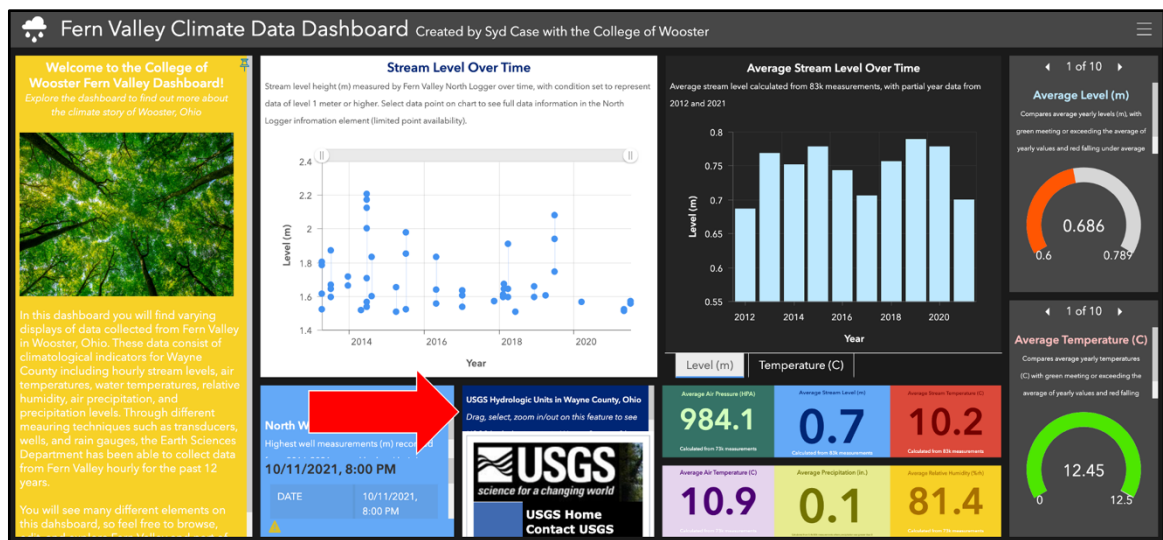 Fern Valley Climate Data Dashboard Created by Syd Case with the College of Wooster
Welcome to the College of
Wooster Fern Valley Dashboard!
Explore the dashboard to find out more about
the climate story of Wooster, Ohio
In this dashboard you will find varying
displays of data collected from Fern Valley
in Wooster, Ohio. These data consist of
climatological indicators for Wayne
County including hourly stream levels, air
temperatures, water temperatures, relative
humidity, air precipitation, and
precipitation levels. Through different
meauring techniques such as transducers,
wells, and rain gauges, the Earth Sciences
Department has been able to collect data
from Fern Valley hourly for the past 12
years.
You will see many different elements on
this dahsboard, so feel free to browse,
Stream Level Over Time
Stream level height (m) measured by Fern Valley North Logger over time, with condition set to represent
data of level 1 meter or higher. Select data point on chart to see full data information in the North
Logger infromation element (limited point availability).
2.4
2.2
2
1.8
1.6
1.4
Level (m)
2014
2016
2018
2020
Year
Average Stream Level Over Time
Average stream level calculated from 83k measurements, with partial year data from
2012 and 2021
0.8
0.75
0.7
0.65
0.6
0.55
Level (m)
2012
2014
2016
2018
2020
Year
Level (m)
Temperature (C)
1 of 10
Average Level (m)
Compares average yearly levels (m), with
green meeting or exceeding the average of
yearly values and red falling under average
0.686
0.6
0.789
1 of 10
Average Temperature (C)
Compares average yearly temperatures
(C) with green meeting or exceeding the
average of yearly values and red falling
12.45
0
12.5
North W
Highest well measurements (m) recorded
10/11/2021, 8:00 PM
DATE
10/11/2021,
8:00 PM
USGS Hydrologic Units in Wayne County, Ohio
Drag, select, zoom in/out on this feature to see
USGS
science for a changing world
USGS Home
Contact USGS
Average Air Pressure (HPA)
984.1
Calculated from 73k measurements
Average Stream Level (m)
0.7
Calculated from 83k measurements
Average Stream Temperature (C)
10.2
Calculated from 83k measurements
Average Air Temperature (C)
10.9
Average Precipitation (in.)
0.1
Average Relative Humidity (%rh)
81.4